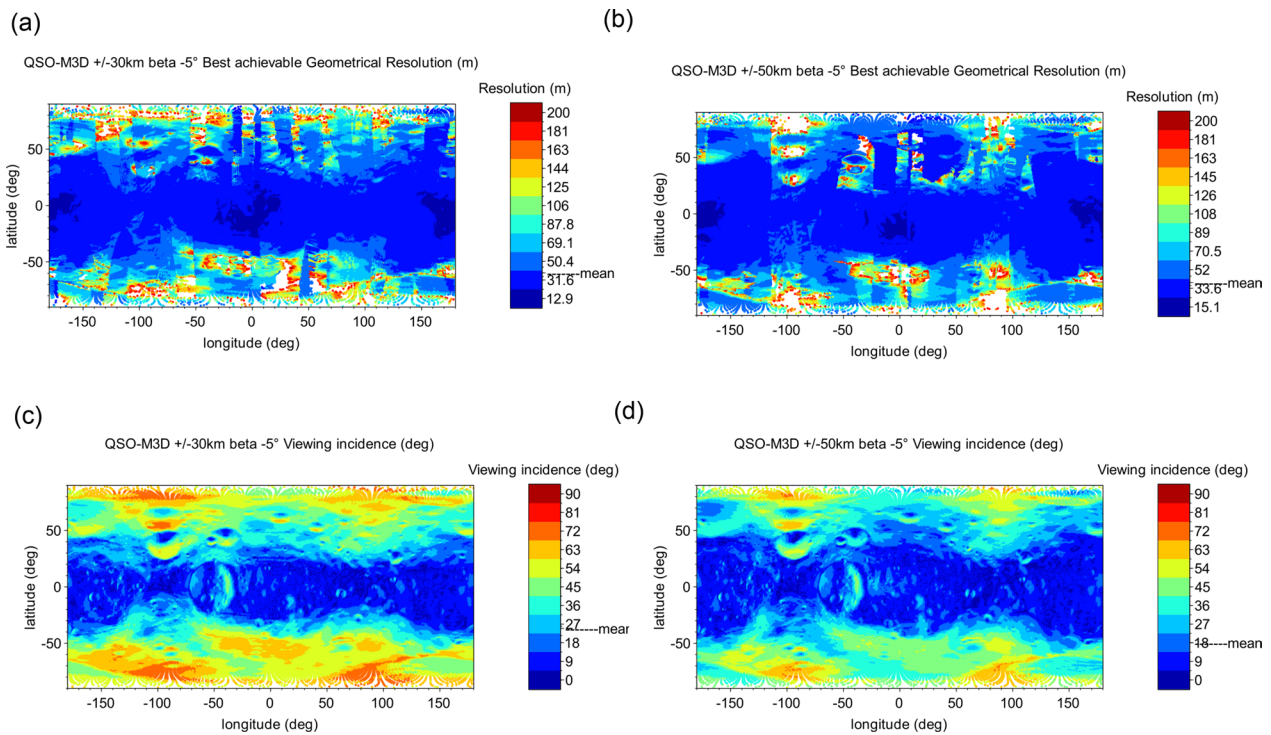 (a)
QSO-M3D +/-30km beta -5° Best achievable Geometrical Resolution (m)
Resolution (m)
200
181
163
144
125
106
87.8
69.1
50.4
-------mean
31.6
12.9
50
0
-50
latitude (deg)
-150 -100 -50 0 50 100 150
longitude (deg)
(b)
QSO-M3D +/-50km beta -5° Best achievable Geometrical Resolution (m)
Resolution (m)
200
181
163
145
126
108
89
70.5
52
-------mean
33.6
15.1
50
0
-50
latitude (deg)
-150 -100 -50 0 50 100 150
longitude (deg)
(c)
QSO-M3D +/-30km beta -5° Viewing incidence (deg)
Viewing incidence (deg)
90
81
72
63
54
45
36
27
-------mean
18
9
0
50
0
-50
latitude (deg)
-150 -100 -50 0 50 100 150
longitude (deg)
(d)
QSO-M3D +/-50km beta -5° Viewing incidence (deg)
Viewing incidence (deg)
90
81
72
63
54
45
36
27
18-------mean
9
0
50
0
-50
latitude (deg)
-150 -100 -50 0 50 100 150
longitude (deg)